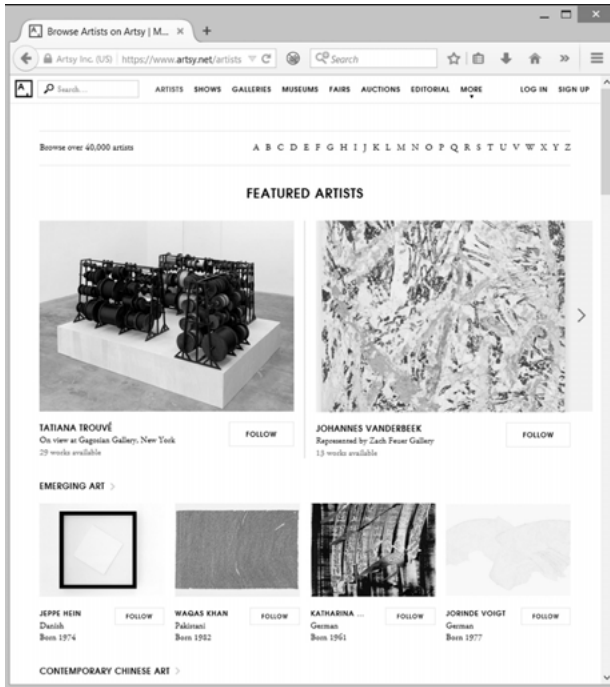 Browse Artists on Artsy | M...
Artsy Inc. (US) https://www.artsy.net/artists Search
A. Search... ARTISTS SHOWS GALLERIES MUSEUMS FAIRS AUCTIONS EDITORIAL MORE LOG IN SIGN UP
Browse over 40,000 artists A B C D E F G H I J K L M N O P Q R S T U V W X Y Z
FEATURED ARTISTS
TATIANA TROUVÉ
On view at Gagosian Gallery, New York
29 works available
FOLLOW
JOHANNES VANDERBEEK
Represented by Zach Feuer Gallery
15 works available
FOLLOW
EMERGING ART >
JEPPE HEIN
Danish
Born 1974
FOLLOW
WAQAS KHAN
Pakistani
Born 1982
FOLLOW
KATHARINA ...
German
Born 1961
FOLLOW
JORINDE VOIGT
German
Born 1977
FOLLOW
CONTEMPORARY CHINESE ART >